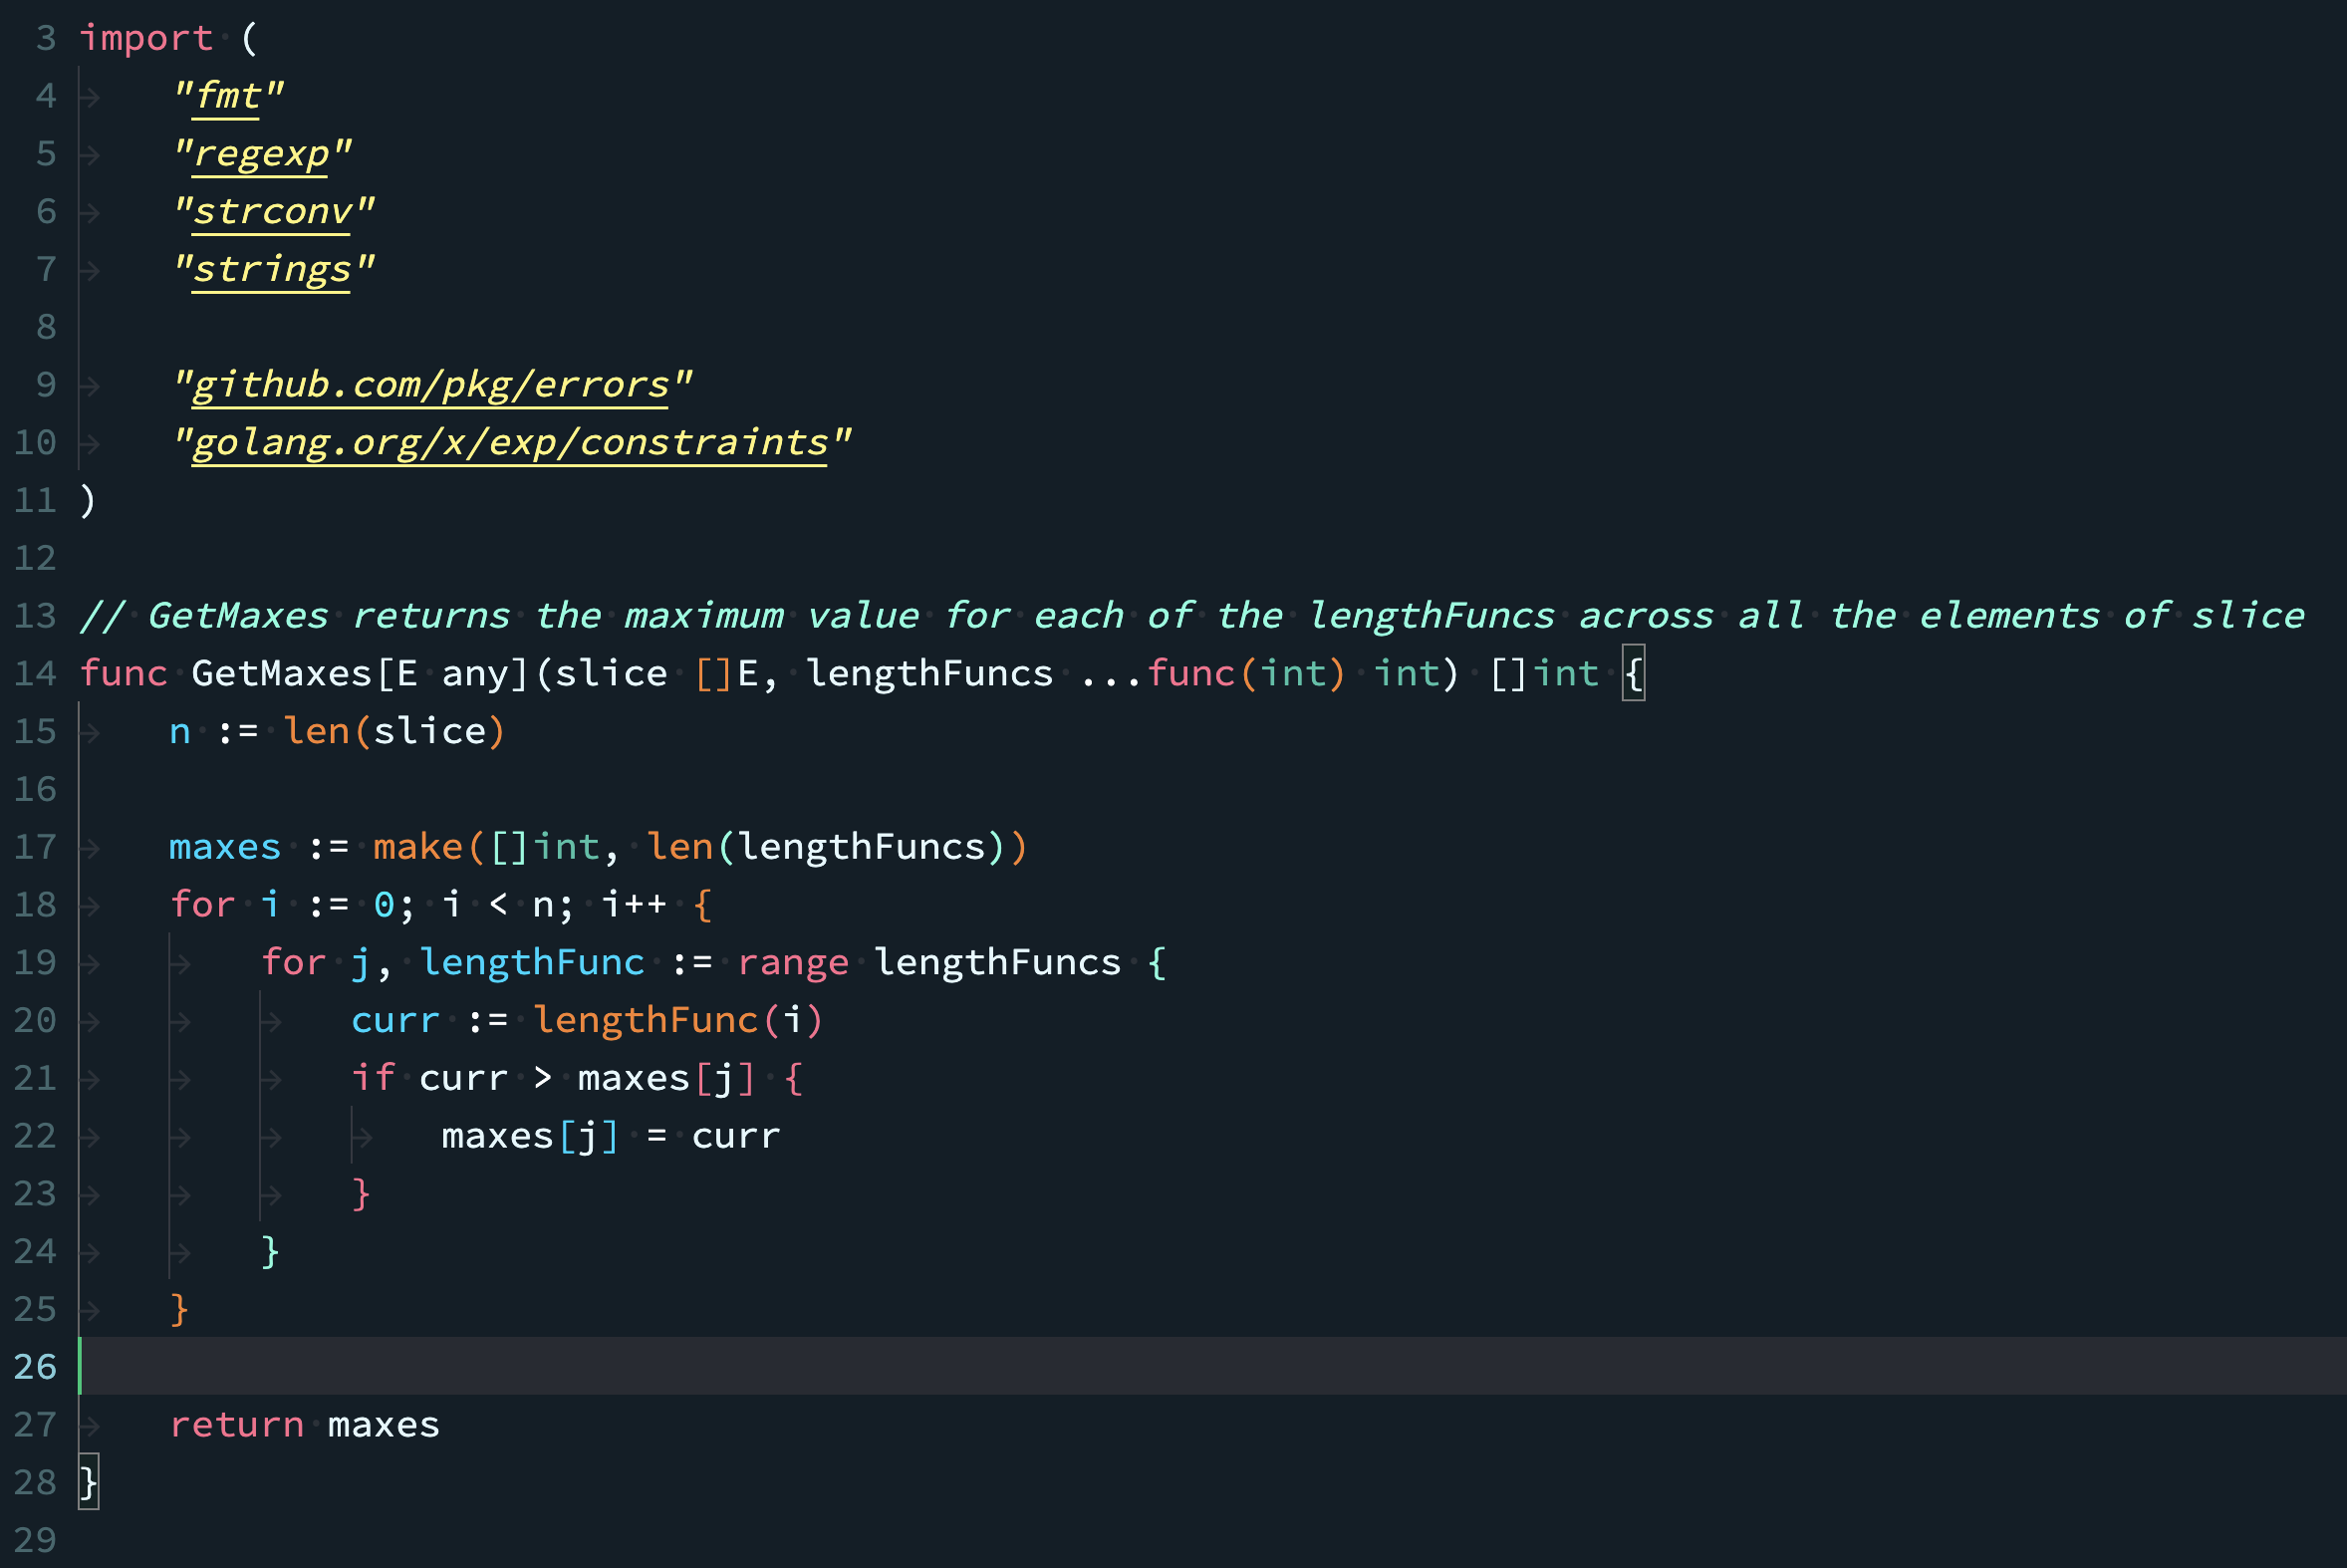 3 import (
4 "fmt"
5 "regexp"
6 "strconv"
7 "strings"
8
9 "github.com/pkg/errors"
10 "golang.org/x/exp/constraints"
11 )
12
13 // GetMaxes returns the maximum value for each of the lengthFuncs across all the elements of slice
14 func GetMaxes[E any](slice []E, lengthFuncs ...func(int) int) []int {
15 n := len(slice)
16
17 maxes := make([]int, len(lengthFuncs))
18 for i := 0; i < n; i++ {
19 for j, lengthFunc := range lengthFuncs {
20 curr := lengthFunc(i)
21 if curr > maxes[j] {
22 maxes[j] = curr
23 }
24 }
25 }
26
27 return maxes
28 }
29